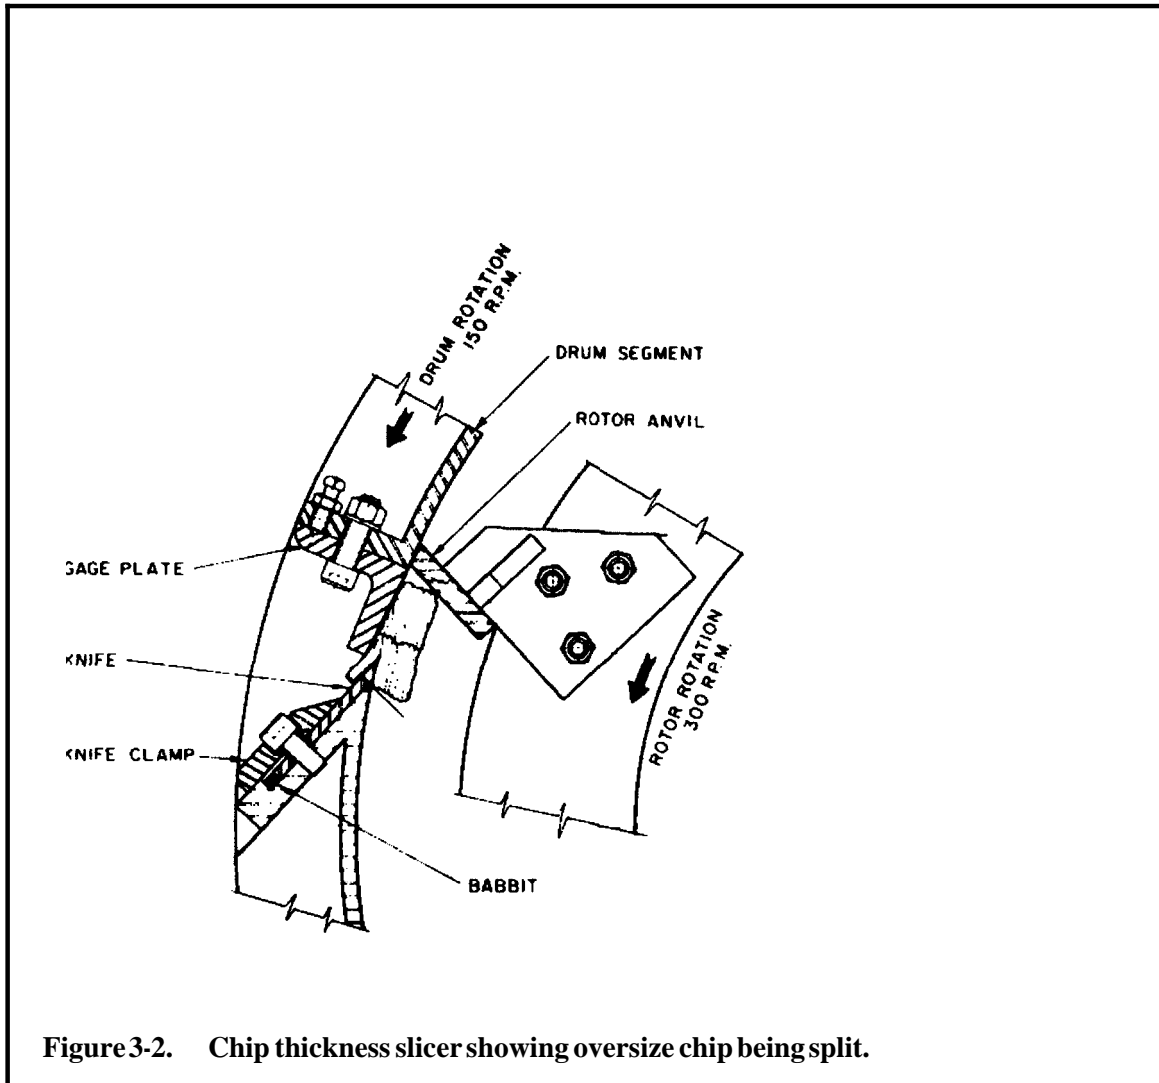 DRUM ROTATION
150 R.P.M.
DRUM SEGMENT
ROTOR ANVIL
GAGE PLATE
KNIFE
KNIFE CLAMP
ROTOR ROTATION
300 R.P.M.
BABBIT
Figure 3-2. Chip thickness slicer showing oversize chip being split.